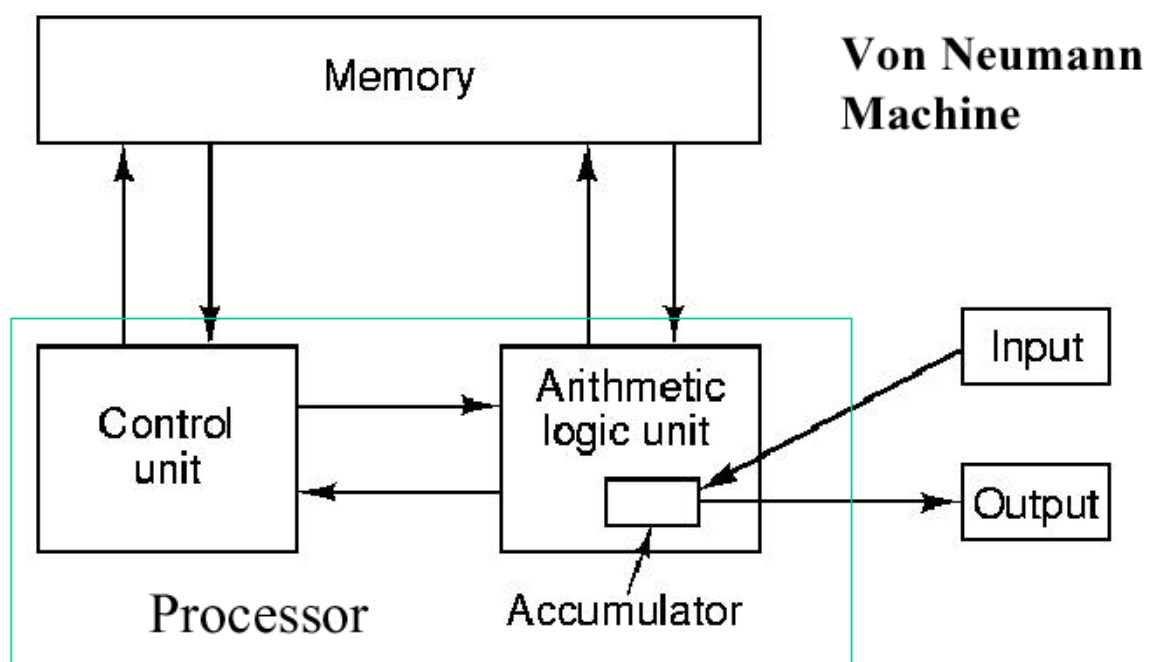 Memory
Von Neumann
Machine
Control
unit
Arithmetic
logic unit
Input
Output
Processor
Accumulator